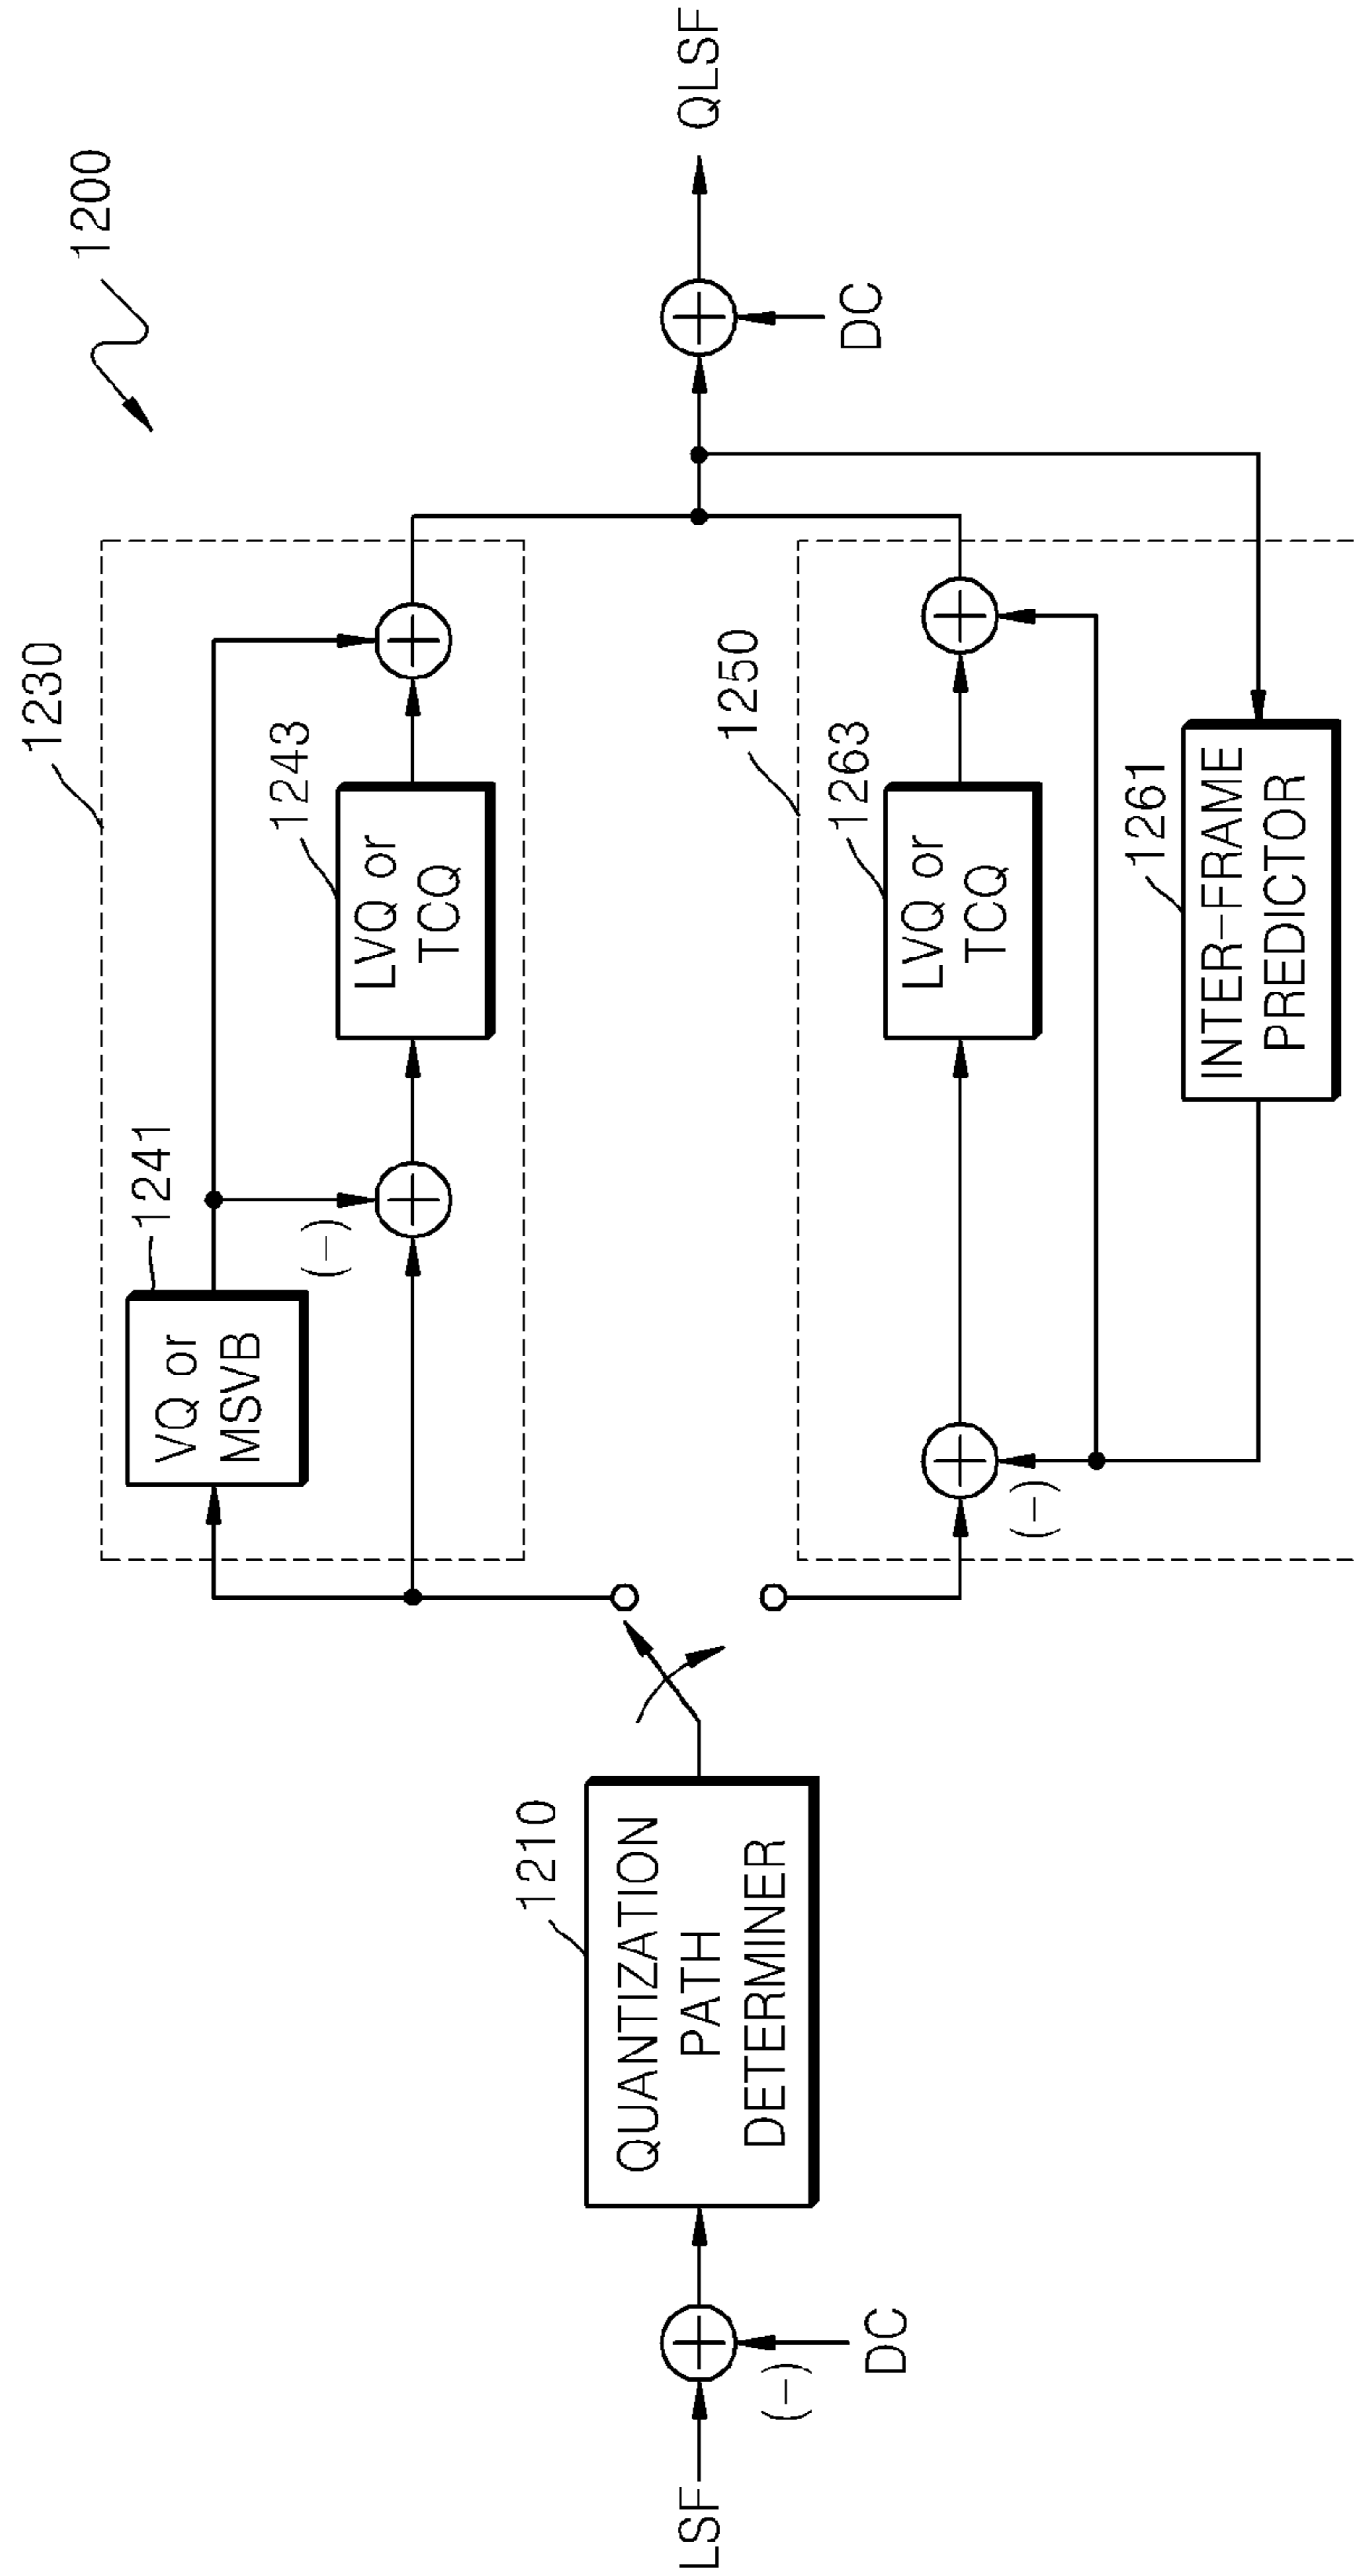 1200
1230
1241
VQ or
MSVB
(−)
1243
LVQ or
TCQ
LSF
(−)
DC
1210
QUANTIZATION
PATH
DETERMINER
DC
QLSF
1250
(−)
1263
LVQ or
TCQ
1261
INTER-FRAME
PREDICTOR